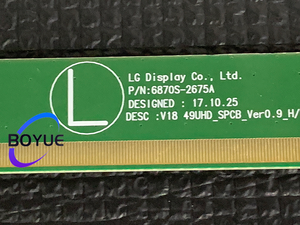 L
LG Display Co., Ltd.
P/N:6870S-2675A
DESIGNED : 17.10.25
DESC :V18 49UHD_SPCB_Ver0.9_H/
BOYUE